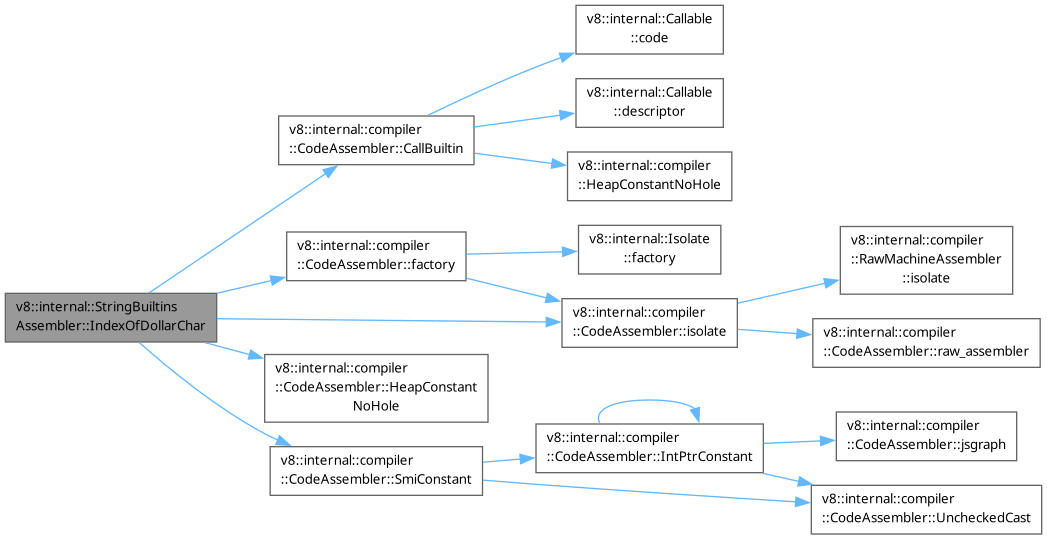 v8::internal::Callable
::code
v8::internal::Callable
::descriptor
v8::internal::compiler
::CodeAssembler::CallBuiltin
v8::internal::compiler
::HeapConstantNoHole
v8::internal::compiler
::CodeAssembler::factory
v8::internal::Isolate
::factory
v8::internal::compiler
::RawMachineAssembler
::isolate
v8::internal::StringBuiltins
Assembler::IndexOfDollarChar
v8::internal::compiler
::CodeAssembler::isolate
v8::internal::compiler
::CodeAssembler::raw_assembler
v8::internal::compiler
::CodeAssembler::HeapConstant
NoHole
v8::internal::compiler
::CodeAssembler::SmiConstant
v8::internal::compiler
::CodeAssembler::IntPtrConstant
v8::internal::compiler
::CodeAssembler::jsgraph
v8::internal::compiler
::CodeAssembler::UncheckedCast